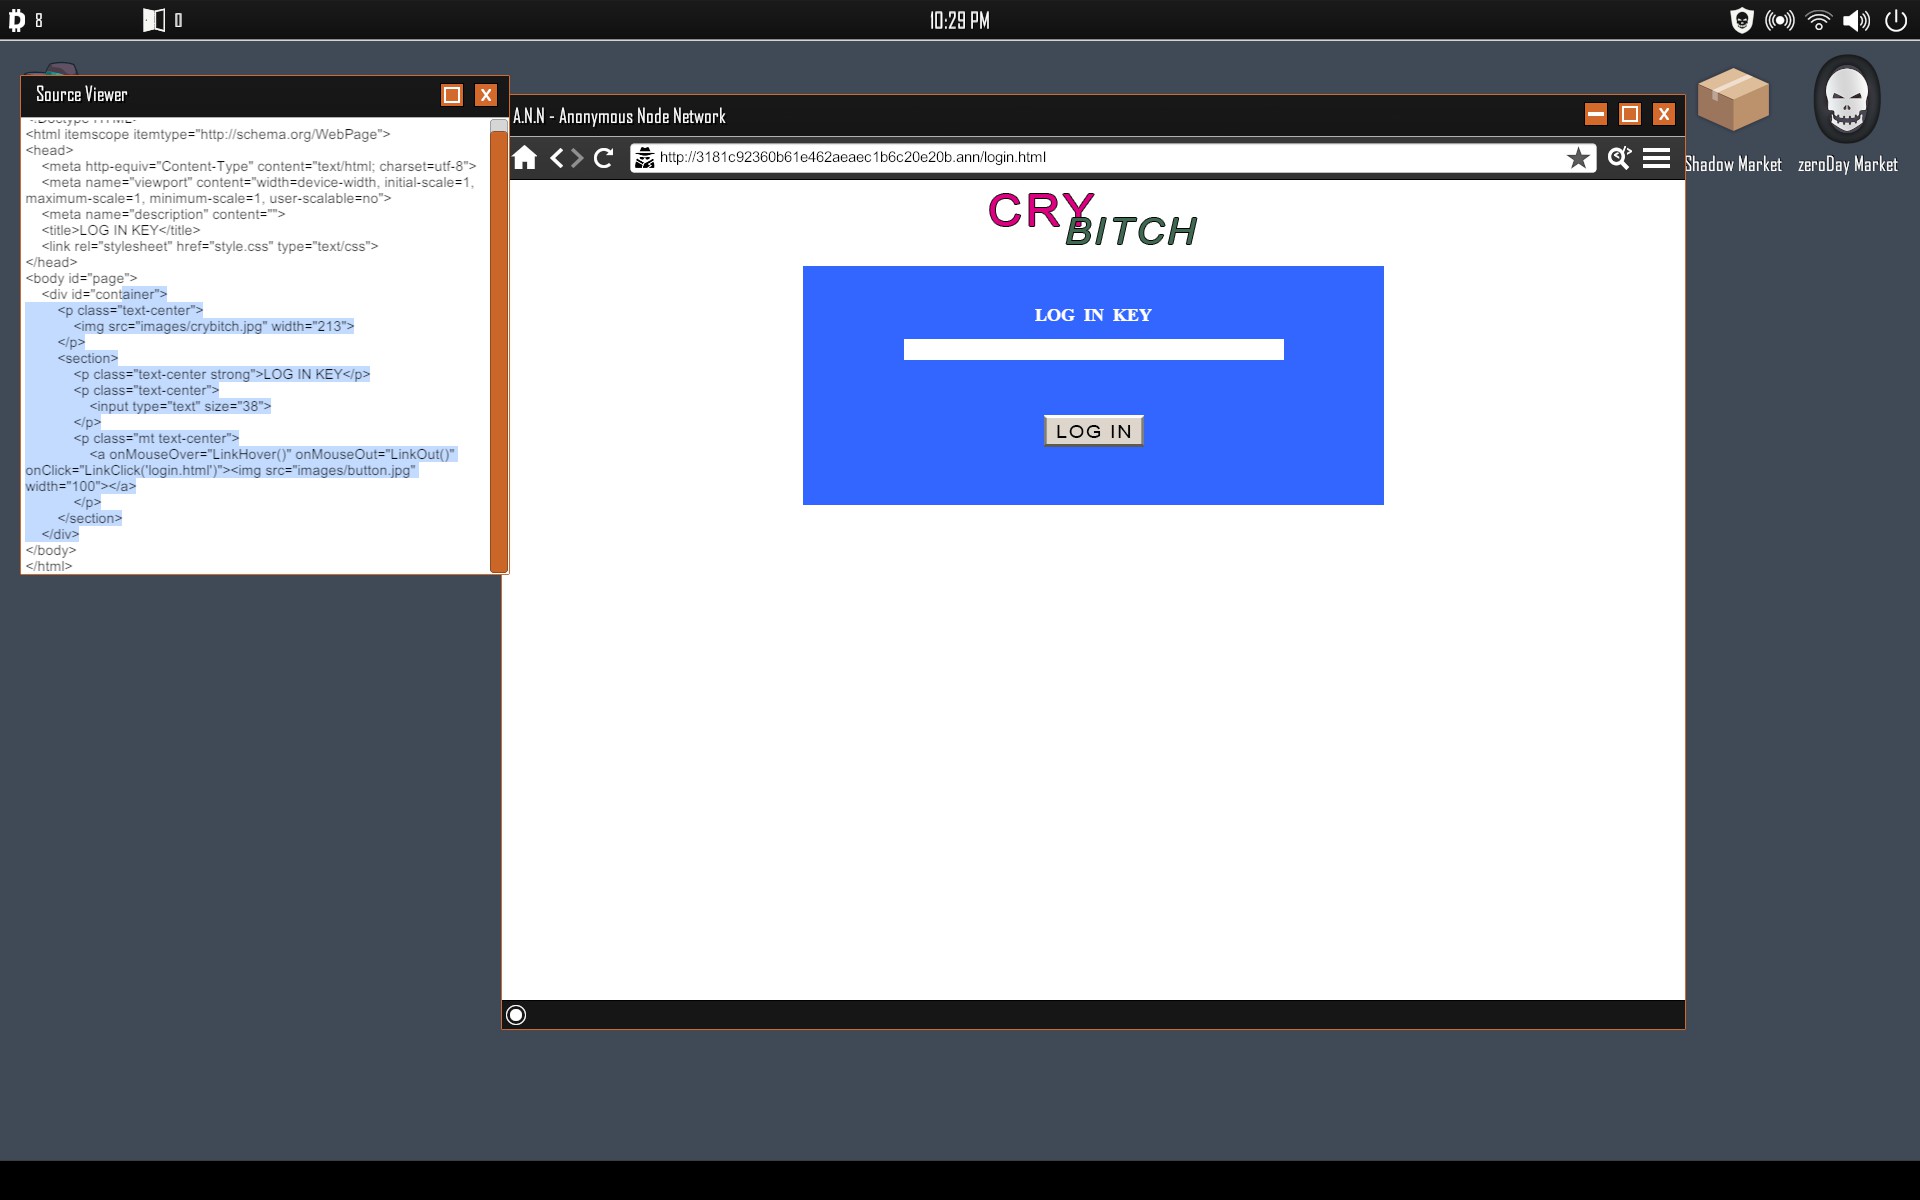 8
0
10:29 PM
Source Viewer
X
<!Doctype HTML>
<html itemscope itemtype="http://schema.org/WebPage">
<head>
<meta http-equiv="Content-Type" content="text/html; charset=utf-8">
<meta name="viewport" content="width=device-width, initial-scale=1,
maximum-scale=1, minimum-scale=1, user-scalable=no">
<meta name="description" content="">
<title>LOG IN KEY</title>
<link rel="stylesheet" href="style.css" type="text/css">
</head>
<body id="page">
<div id="container">
<p class="text-center">
<img src="images/crybitch.jpg" width="213">
</p>
<section>
<p class="text-center strong">LOG IN KEY</p>
<p class="text-center">
<input type="text" size="38">
</p>
<p class="mt text-center">
<a onMouseOver="LinkHover()" onMouseOut="LinkOut()"
onClick="LinkClick('login.html')"><img src="images/button.jpg"
width="100"></a>
</p>
</section>
</div>
</body>
</html>
A.N.N - Anonymous Node Network
X
http://3181c92360b61e462aeaec1b6c20e20b.ann/login.html
CRY
BITCH
LOG IN KEY
LOG IN
Shadow Market
zeroDay Market